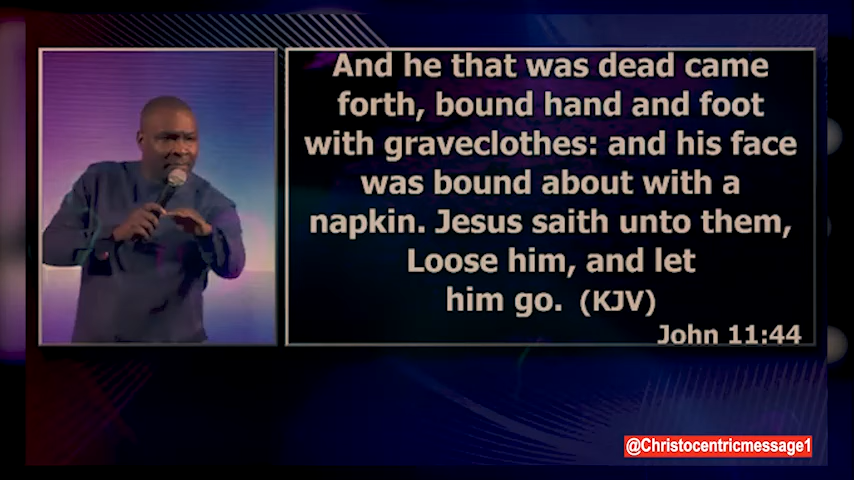 And he that was dead came
forth, bound hand and foot
with graveclothes: and his face
was bound about with a
napkin. Jesus saith unto them,
Loose him, and let
him go. (KJV)
John 11:44
@Christocentricmessage1